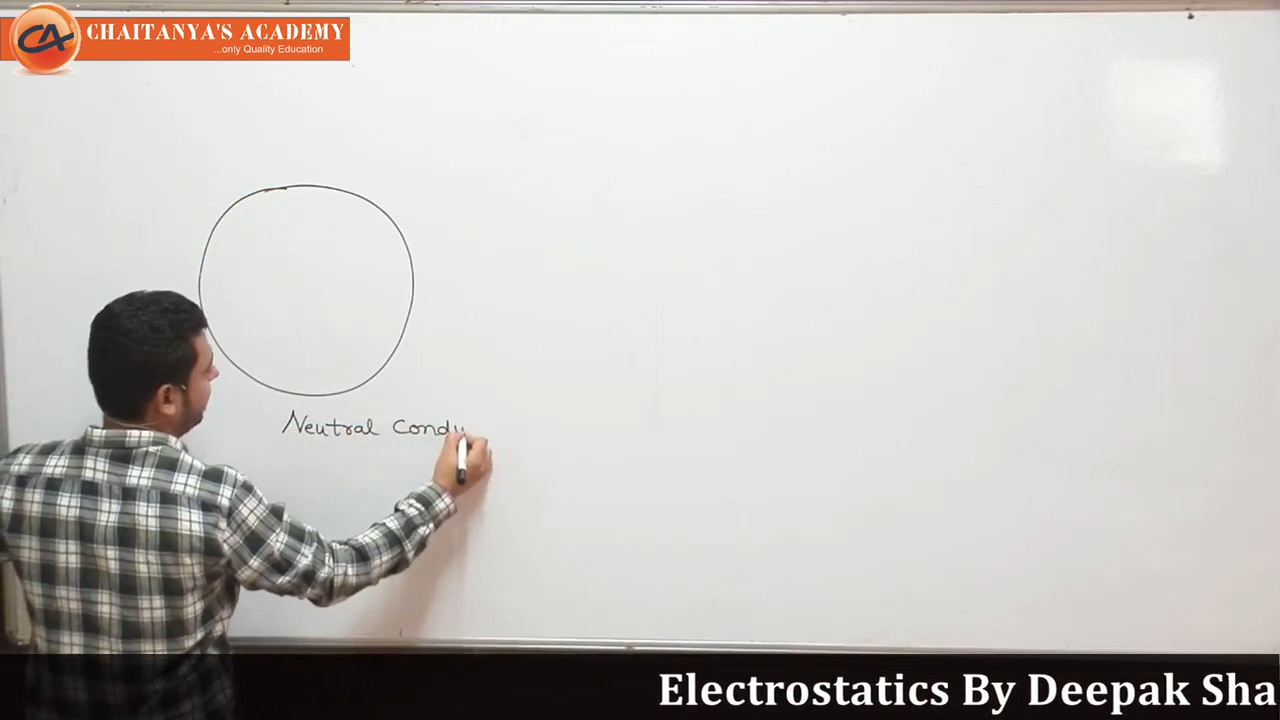 CHAITANYA'S ACADEMY
...only Quality Education
Neutral Condu
Electrostatics By Deepak Sha